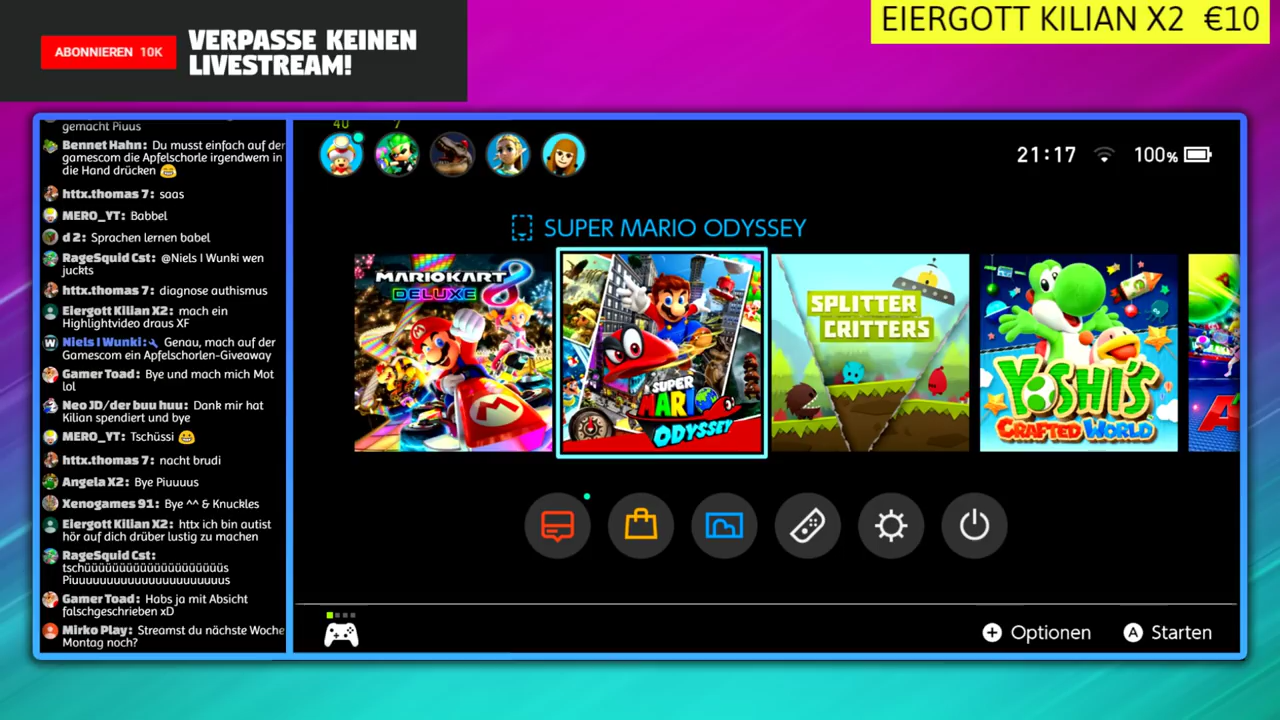 EIERGOTT KILIAN X2 €10
ABONNIEREN 10K
VERPASSE KEINEN
LIVESTREAM!
gemacht Piuus
Bennet Hahn: Du musst einfach auf der
gamescom die Apfelschorle irgendwem in
die Hand drücken 😂
httx.thomas 7: saas
MERO_YT: Babbel
d 2: Sprachen lernen babel
RageSquid Cst: @Niels I Wunki wen
juckts
httx.thomas 7: diagnose authismus
Eiergott Kilian X2: mach ein
Highlightvideo draus XF
Niels I Wunki: Genau, mach auf der
Gamescom ein Apfelschorlen-Giveaway
Gamer Toad: Bye und mach mich Mot
lol
Neo JD/der buu huu: Dank mir hat
Kilian spendiert und bye
MERO_YT: Tschüssi 😂
httx.thomas 7: nacht brudi
Angela X2: Bye Piuuuus
Xenogames 91: Bye ^^ & Knuckles
Eiergott Kilian X2: httx ich bin autist
hör auf dich drüber lustig zu machen
RageSquid Cst:
tschüüüüüüüüüüüüüüüüüüüüs
Piuuuuuuuuuuuuuuuuuuuuuus
Gamer Toad: Habs ja mit Absicht
falschgeschrieben xD
Mirko Play: Streamst du nächste Woche
Montag noch?
40 7
21:17 100%
SUPER MARIO ODYSSEY
MARIOKART 8
DELUXE
SUPER
MARIO
ODYSSEY
SPLITTER
CRITTERS
YOSHI'S
CRAFTED WORLD
Optionen
Starten